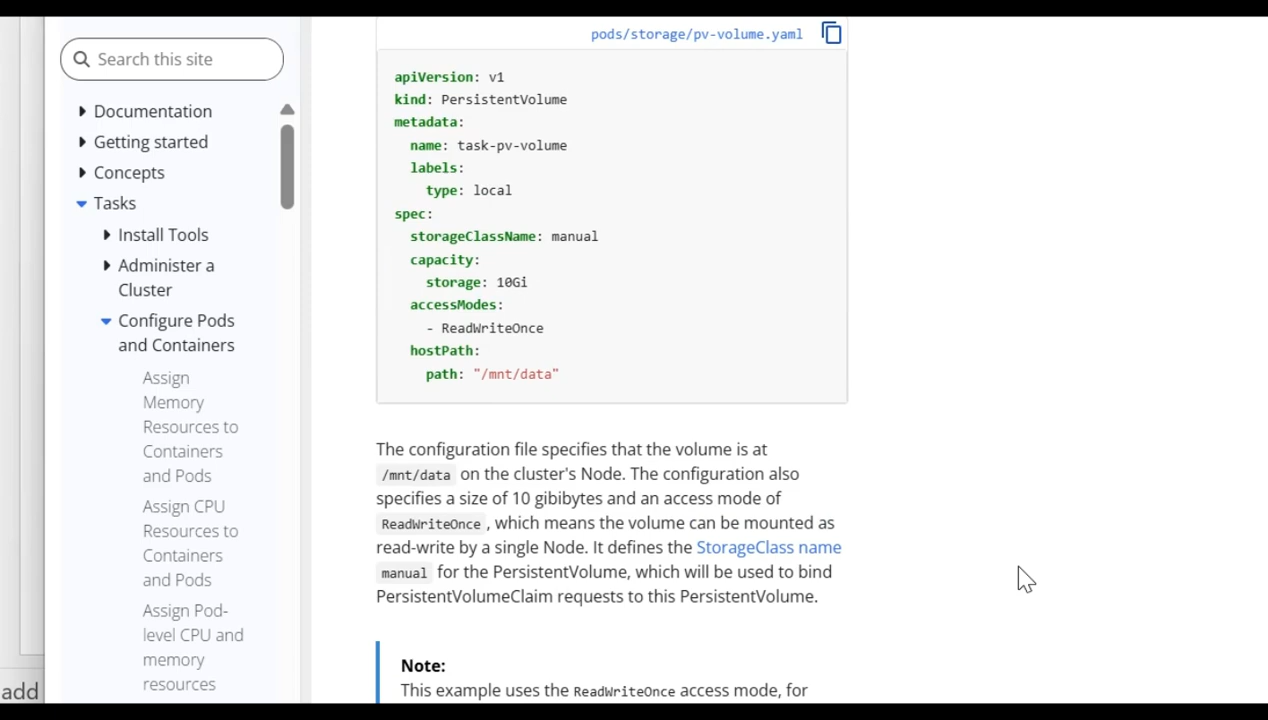 Search this site
Documentation
Getting started
Concepts
Tasks
Install Tools
Administer a
Cluster
Configure Pods
and Containers
Assign
Memory
Resources to
Containers
and Pods
Assign CPU
Resources to
Containers
and Pods
Assign Pod-
level CPU and
memory
resources
add
pods/storage/pv-volume.yaml
apiVersion: v1
kind: PersistentVolume
metadata:
  name: task-pv-volume
  labels:
    type: local
spec:
  storageClassName: manual
  capacity:
    storage: 10Gi
  accessModes:
    - ReadWriteOnce
  hostPath:
    path: "/mnt/data"
The configuration file specifies that the volume is at
/mnt/data on the cluster's Node. The configuration also
specifies a size of 10 gibibytes and an access mode of
ReadWriteOnce, which means the volume can be mounted as
read-write by a single Node. It defines the StorageClass name
manual for the PersistentVolume, which will be used to bind
PersistentVolumeClaim requests to this PersistentVolume.
Note:
This example uses the ReadWriteOnce access mode, for